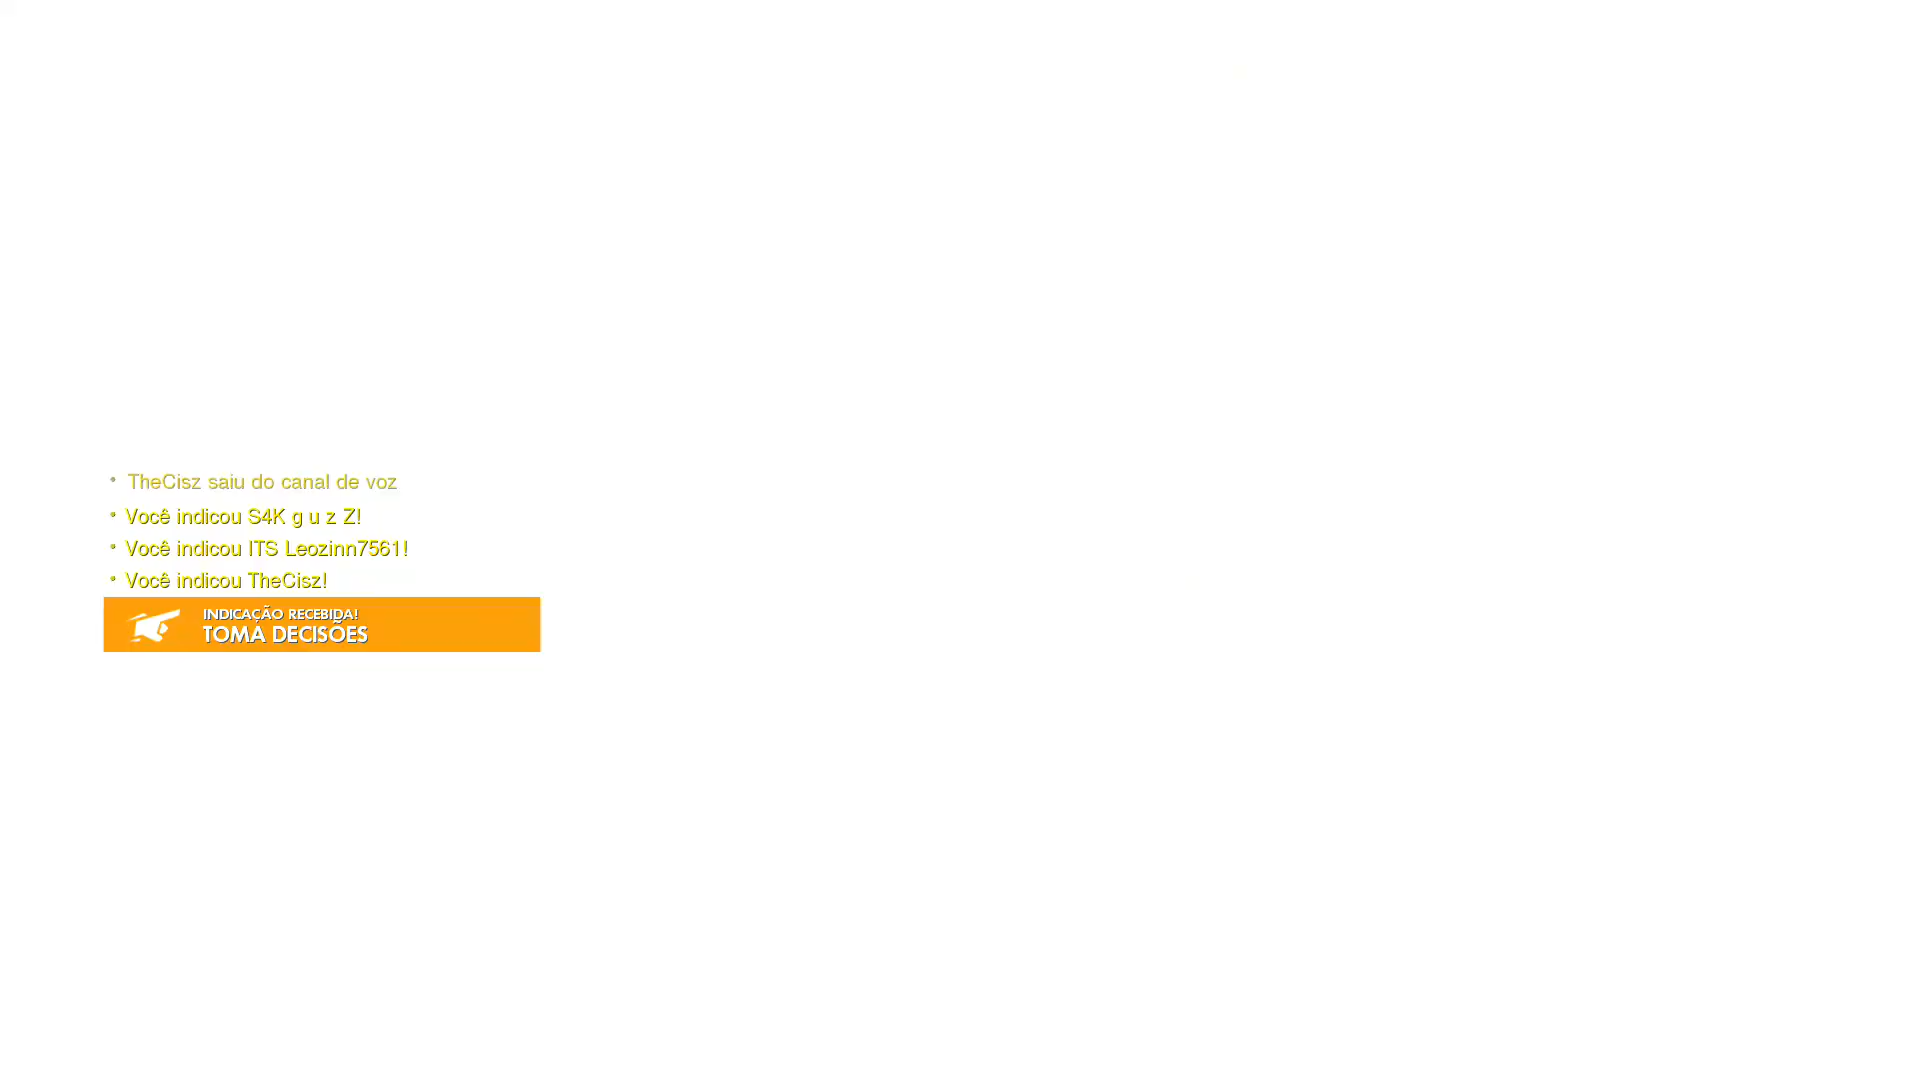 TheCisz saiu do canal de voz
Você indicou S4K g u z Z!
Você indicou ITS Leozinn7561!
Você indicou TheCisz!
INDICAÇÃO RECEBIDA!
TOMA DECISÕES